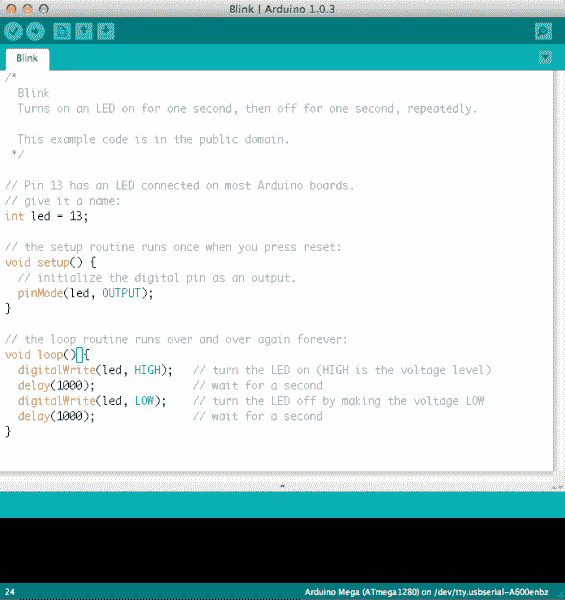 Blink | Arduino 1.0.3
Blink
/*
  Blink
  Turns on an LED on for one second, then off for one second, repeatedly.

  This example code is in the public domain.
 */

// Pin 13 has an LED connected on most Arduino boards.
// give it a name:
int led = 13;

// the setup routine runs once when you press reset:
void setup() {
  // initialize the digital pin as an output.
  pinMode(led, OUTPUT);
}

// the loop routine runs over and over again forever:
void loop() {
  digitalWrite(led, HIGH);   // turn the LED on (HIGH is the voltage level)
  delay(1000);               // wait for a second
  digitalWrite(led, LOW);    // turn the LED off by making the voltage LOW
  delay(1000);               // wait for a second
}
24
Arduino Mega (ATmega1280) on /dev/tty.usbserial-A600enbz